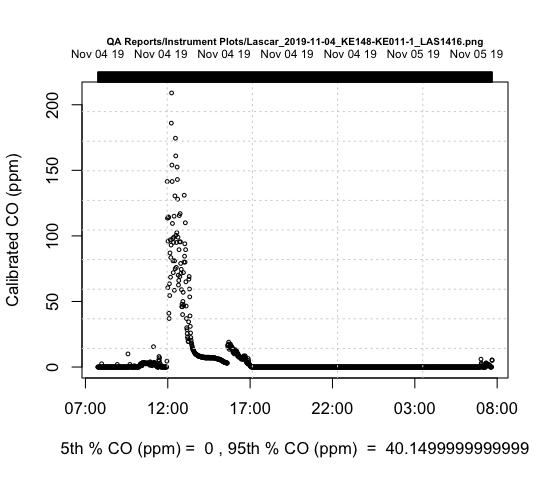 QA Reports/Instrument Plots/Lascar_2019-11-04_KE148-KE011-1_LAS1416.png
Nov 04 19 Nov 04 19 Nov 04 19 Nov 04 19 Nov 05 19 Nov 05 19
Calibrated CO (ppm)
200
150
100
50
0
07:00 12:00 17:00 22:00 03:00 08:00
5th % CO (ppm) = 0 , 95th % CO (ppm) = 40.1499999999999